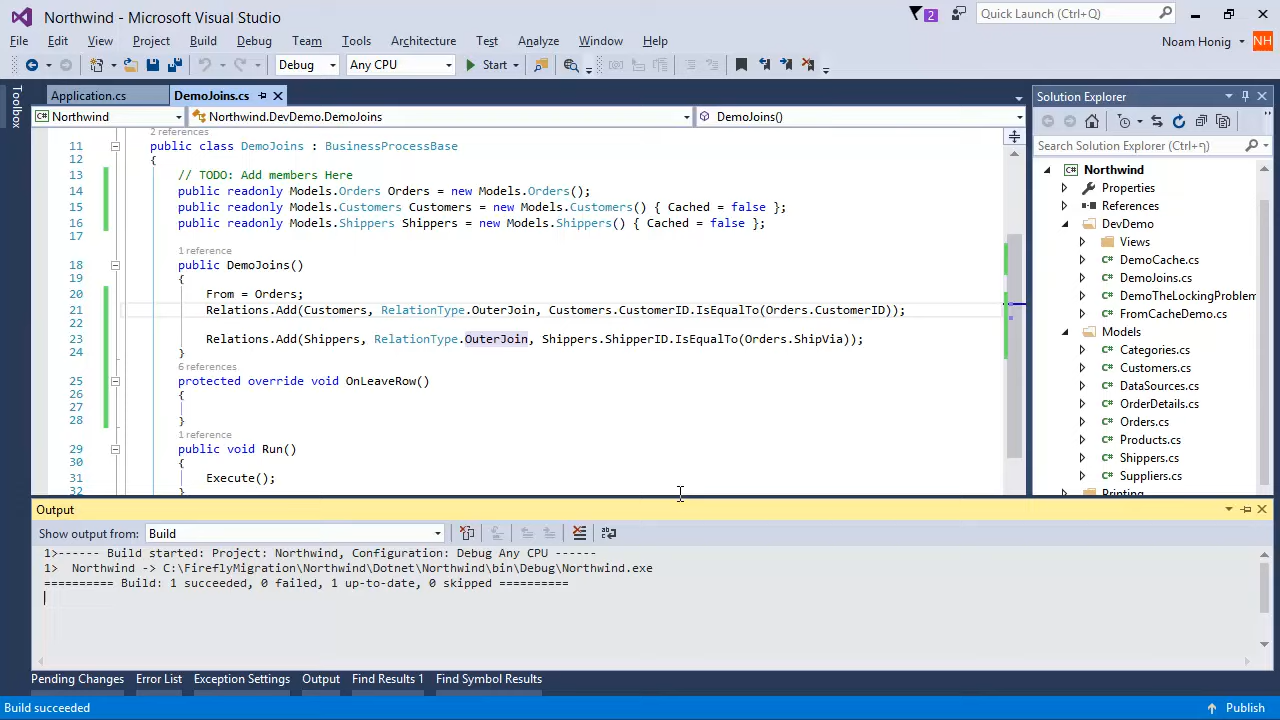 Northwind - Microsoft Visual Studio
2
Quick Launch (Ctrl+Q)
File Edit View Project Build Debug Team Tools Architecture Test Analyze Window Help
Noam Honig
NH
Debug Any CPU Start
Toolbox
Application.cs DemoJoins.cs
Northwind Northwind.DevDemo.DemoJoins DemoJoins()
2 references
11 public class DemoJoins : BusinessProcessBase
12 {
13 // TODO: Add members Here
14 public readonly Models.Orders Orders = new Models.Orders();
15 public readonly Models.Customers Customers = new Models.Customers() { Cached = false };
16 public readonly Models.Shippers Shippers = new Models.Shippers() { Cached = false };
17
1 reference
18 public DemoJoins()
19 {
20 From = Orders;
21 Relations.Add(Customers, RelationType.OuterJoin, Customers.CustomerID.IsEqualTo(Orders.CustomerID));
22
23 Relations.Add(Shippers, RelationType.OuterJoin, Shippers.ShipperID.IsEqualTo(Orders.ShipVia));
24 }
6 references
25 protected override void OnLeaveRow()
26 {
27
28 }
1 reference
29 public void Run()
30 {
31 Execute();
32 }
Solution Explorer
Search Solution Explorer (Ctrl+ק)
Northwind
Properties
References
DevDemo
Views
DemoCache.cs
DemoJoins.cs
DemoTheLockingProblem
FromCacheDemo.cs
Models
Categories.cs
Customers.cs
DataSources.cs
OrderDetails.cs
Orders.cs
Products.cs
Shippers.cs
Suppliers.cs
Printing
Output
Show output from: Build
1>------ Build started: Project: Northwind, Configuration: Debug Any CPU ------
1> Northwind -> C:\FireflyMigration\Northwind\Dotnet\Northwind\bin\Debug\Northwind.exe
========== Build: 1 succeeded, 0 failed, 1 up-to-date, 0 skipped ==========
Pending Changes Error List Exception Settings Output Find Results 1 Find Symbol Results
Build succeeded
Publish